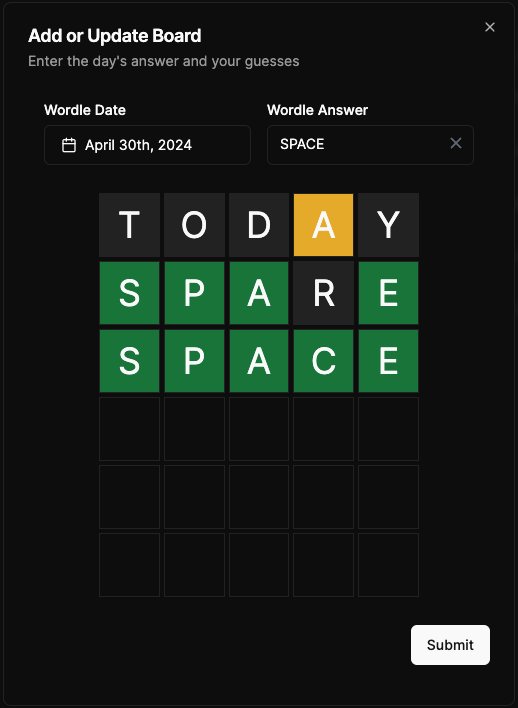 Add or Update Board
Enter the day's answer and your guesses
Wordle Date Wordle Answer
April 30th, 2024 SPACE
T O D A Y
S P A R E
S P A C E
Submit